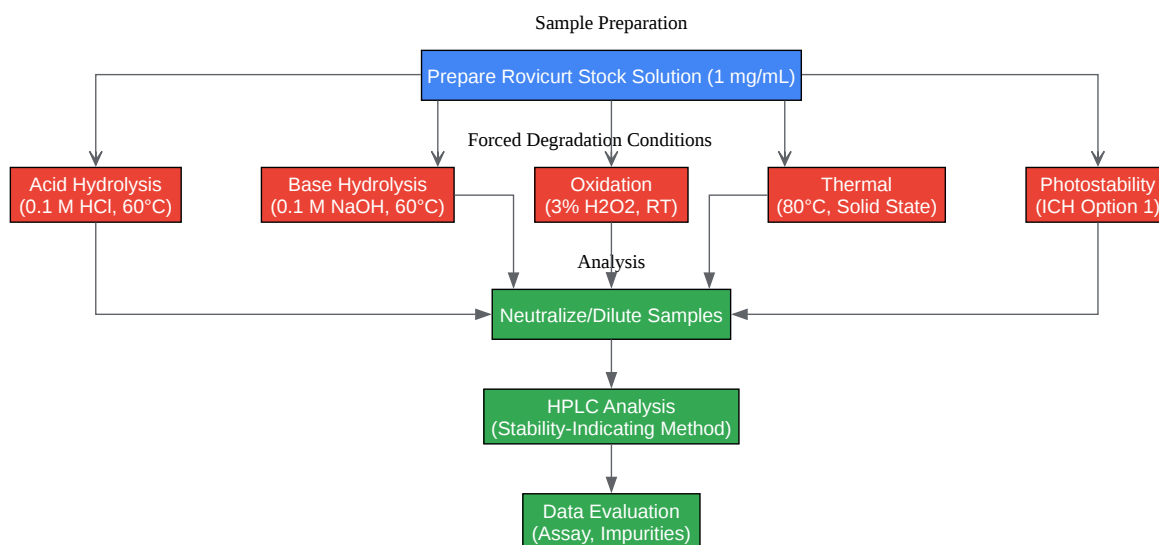 Sample Preparation
Prepare Rovicurt Stock Solution (1 mg/mL)
Forced Degradation Conditions
Acid Hydrolysis
(0.1 M HCl, 60°C)
Base Hydrolysis
(0.1 M NaOH, 60°C)
Oxidation
(3% H2O2, RT)
Thermal
(80°C, Solid State)
Photostability
(ICH Option 1)
Analysis
Neutralize/Dilute Samples
HPLC Analysis
(Stability-Indicating Method)
Data Evaluation
(Assay, Impurities)